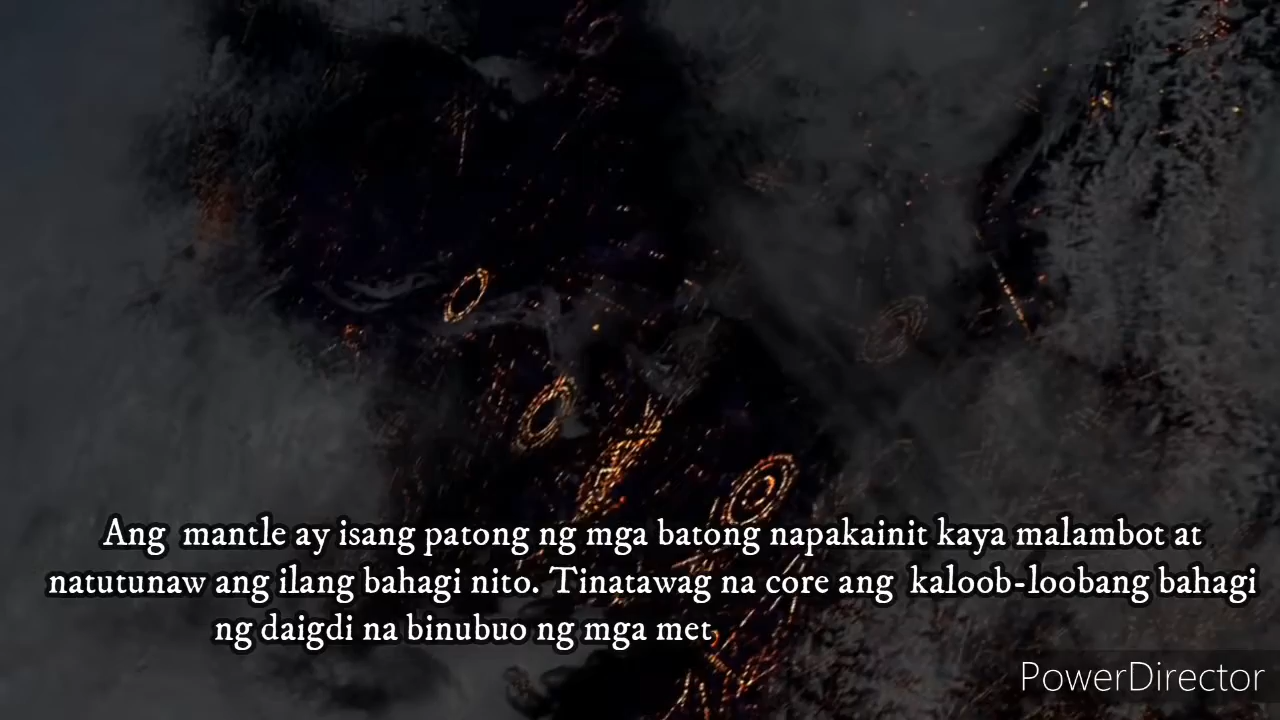 Ang mantle ay isang patong ng mga batong napakainit kaya malambot at
natutunaw ang ilang bahagi nito. Tinatawag na core ang kaloob-loobang bahagi
ng daigdi na binubuo ng mga met
PowerDirector